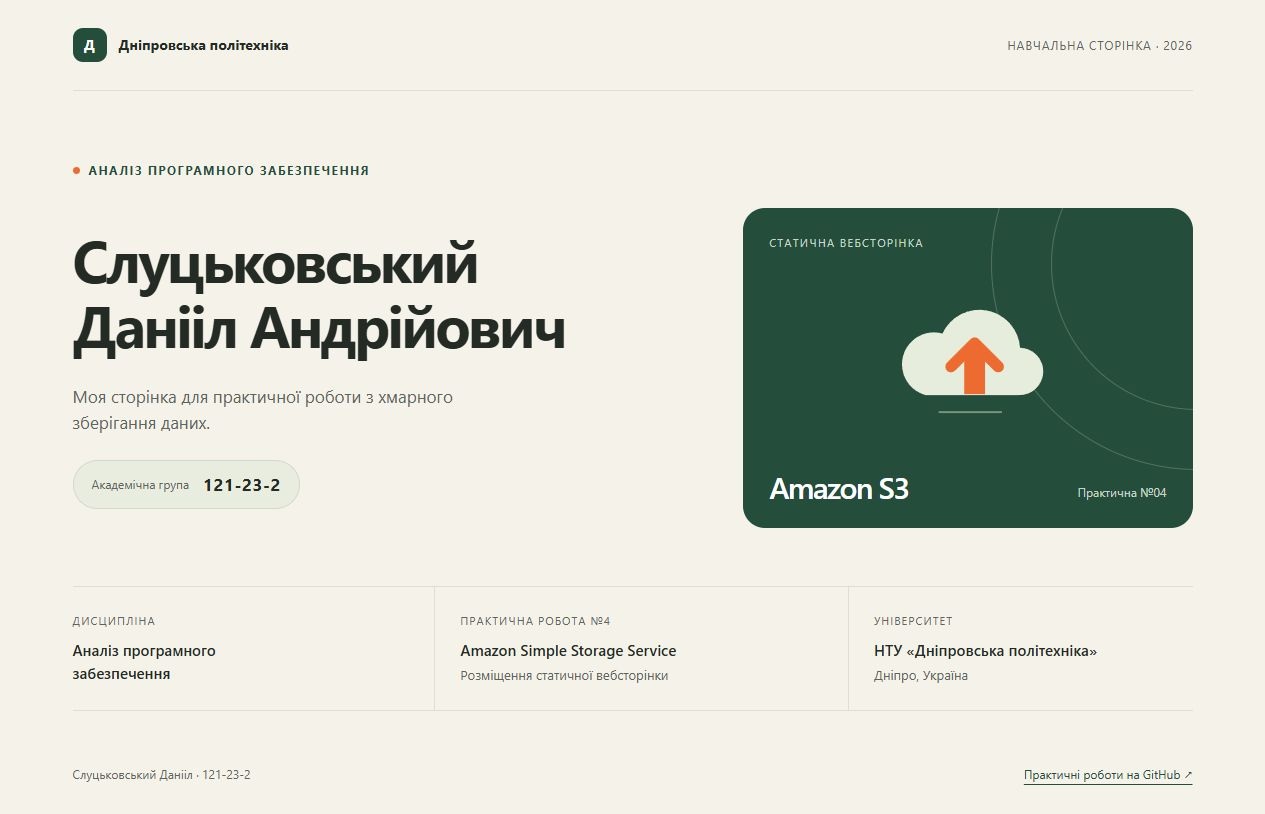 Д Дніпровська політехніка
НАВЧАЛЬНА СТОРІНКА · 2026
АНАЛІЗ ПРОГРАМНОГО ЗАБЕЗПЕЧЕННЯ
Слуцьковський
Данііл Андрійович
Моя сторінка для практичної роботи з хмарного
зберігання даних.
Академічна група 121-23-2
СТАТИЧНА ВЕБСТОРІНКА
Amazon S3
Практична №04
ДИСЦИПЛІНА
Аналіз програмного
забезпечення
ПРАКТИЧНА РОБОТА №4
Amazon Simple Storage Service
Розміщення статичної вебсторінки
УНІВЕРСИТЕТ
НТУ «Дніпровська політехніка»
Дніпро, Україна
Слуцьковський Данііл · 121-23-2
Практичні роботи на GitHub ↗